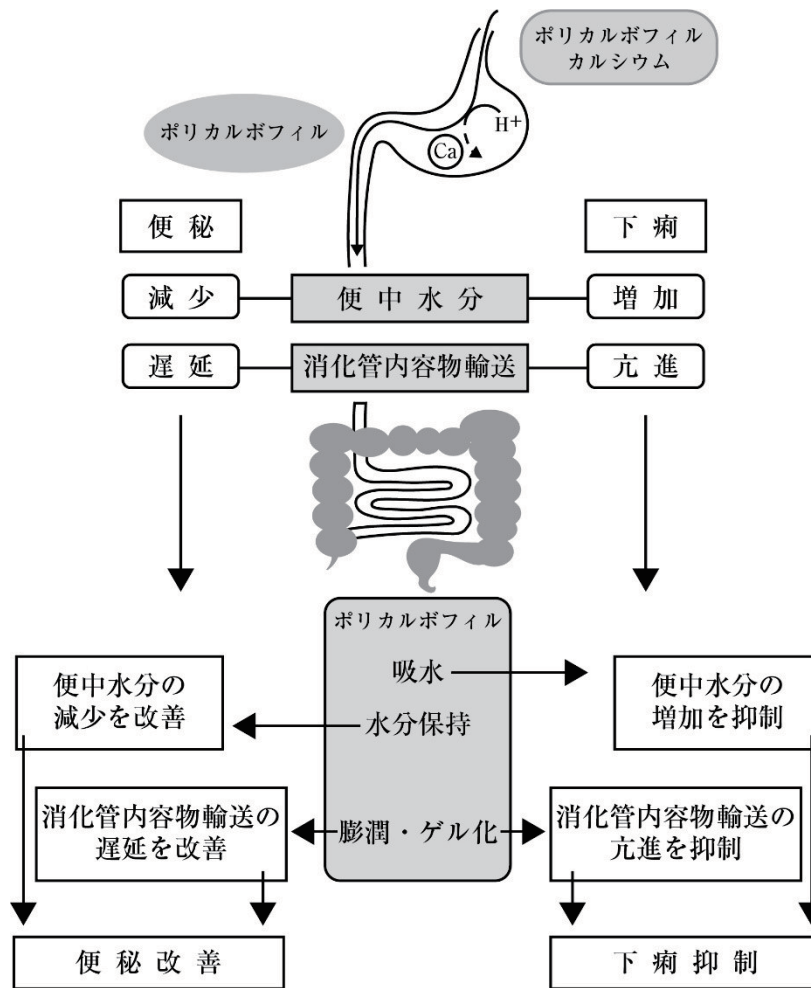 ポリカルボフィル
カルシウム
ポリカルボフィル
H+
Ca
便秘
下痢
減少
便中水分
増加
遅延
消化管内容物輸送
亢進
ポリカルボフィル
吸水
水分保持
膨潤・ゲル化
便中水分の
減少を改善
便中水分の
増加を抑制
消化管内容物輸送の
遅延を改善
消化管内容物輸送の
亢進を抑制
便秘改善
下痢抑制